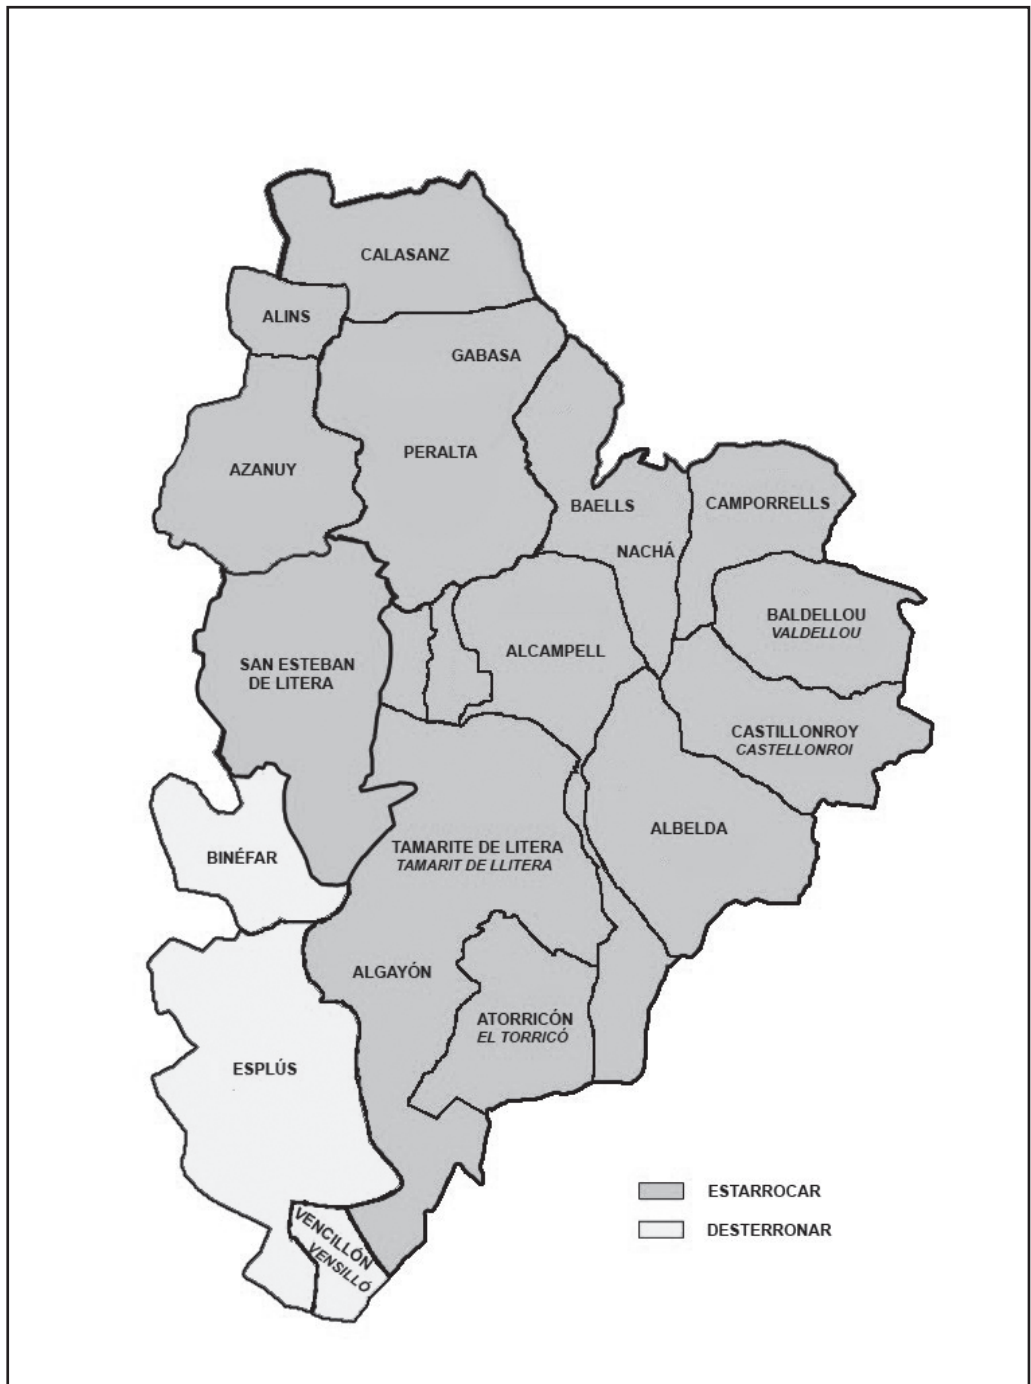 CALASANZ
ALINS
GABASA
PERALTA
AZANUY
BAELLS
CAMPORRELLS
NACHÁ
BALDELLOU
VALDELLOU
ALCAMPELL
SAN ESTEBAN
DE LITERA
CASTILLONROY
CASTELLONROI
ALBELDA
TAMARITE DE LITERA
TAMARIT DE LLITERA
BINÉFAR
ALGAYÓN
ATORRICÓN
EL TORRICÓ
ESPLÚS
VENCILLÓN
VENSILLÓ
ESTARROCAR
DESTERRONAR